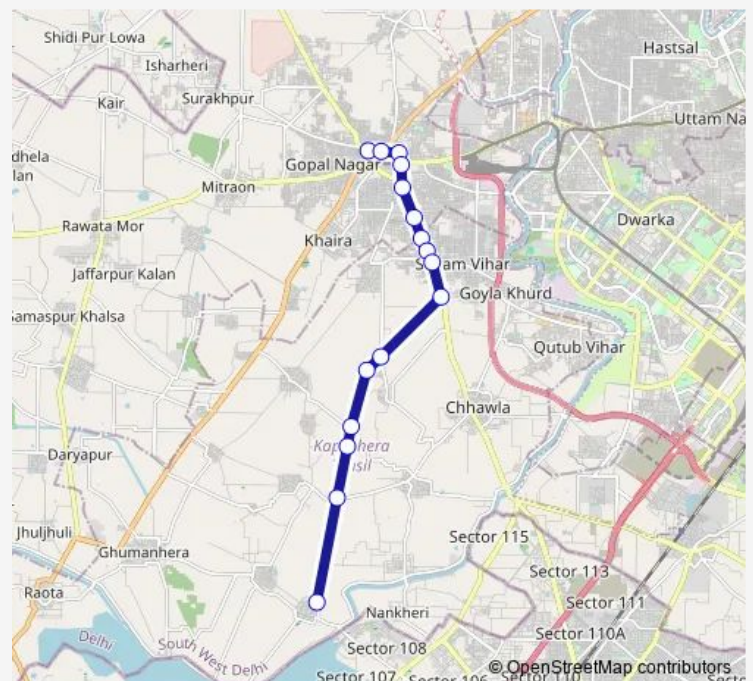 Shidi Pur Lowa
Hastsal
Isharheri
Surakhpur
Kair
Uttam Na
dhela
lan
Gopal Nagar
Mitraon
Dwarka
Rawata Mor
Khaira
Jaffarpur Kalan
Vihar
Goyla Khurd
Samaspur Khalsa
Qutub Vihar
Chhawla
Daryapur
Jhuljhuli
Ghumanhera
Sector 115
Raota
Sector 113
Sector 111
Nankheri
Delhi
South West Delhi
Sector 110A
Sector 108
© OpenStreetMap contributors
Sector 107